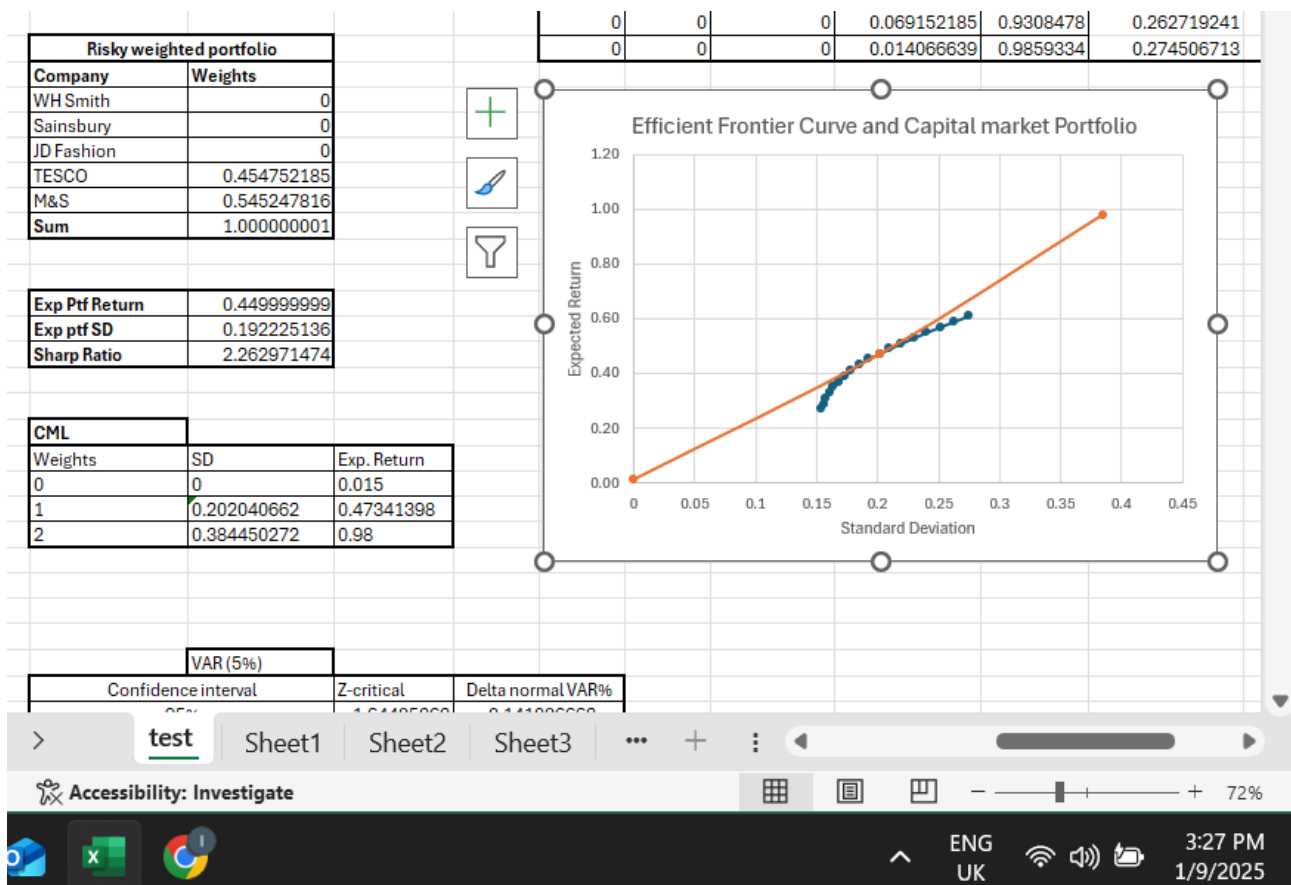 0 0 0 0.069152185 0.9308478 0.262719241
0 0 0 0.014066639 0.9859334 0.274506713
Risky weighted portfolio
Company Weights
WH Smith 0
Sainsbury 0
JD Fashion 0
TESCO 0.454752185
M&S 0.545247816
Sum 1.000000001
Exp Ptf Return 0.449999999
Exp ptf SD 0.192225136
Sharp Ratio 2.262971474
CML
Weights SD Exp. Return
0 0 0.015
1 0.202040662 0.47341398
2 0.384450272 0.98
Efficient Frontier Curve and Capital market Portfolio
1.20
1.00
0.80
0.60
0.40
0.20
0.00
Expected Return
0 0.05 0.1 0.15 0.2 0.25 0.3 0.35 0.4 0.45
Standard Deviation
VAR (5%)
Confidence interval Z-critical Delta normal VAR%
test Sheet1 Sheet2 Sheet3
Accessibility: Investigate
72%
ENG
UK
3:27 PM
1/9/2025